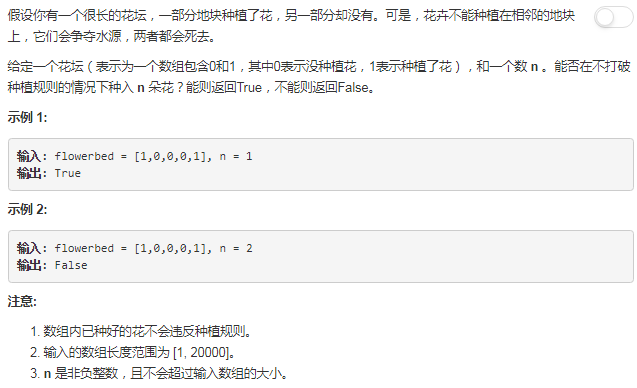 假设你有一个很长的花坛，一部分地块种植了花，另一部分却没有。可是，花卉不能种植在相邻的地块
上，它们会争夺水源，两者都会死去。
给定一个花坛（表示为一个数组包含0和1，其中0表示没种植花，1表示种植了花），和一个数 n 。能否在不打破
种植规则的情况下种入 n 朵花？能则返回True，不能则返回False。
示例 1:
输入: flowerbed = [1,0,0,0,1], n = 1
输出: True
示例 2:
输入: flowerbed = [1,0,0,0,1], n = 2
输出: False
注意:
1. 数组内已种好的花不会违反种植规则。
2. 输入的数组长度范围为 [1, 20000]。
3. n 是非负整数，且不会超过输入数组的大小。